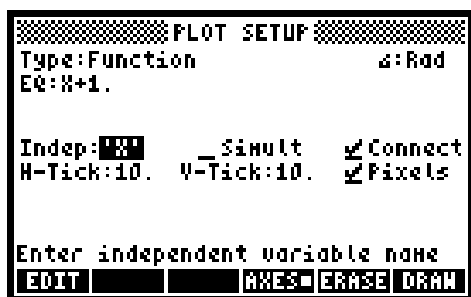 PLOT SETUP
Type:Function ∡:Rad
EQ:X+1.
Indep:'X' _Simult ✓Connect
H-Tick:10. V-Tick:10. ✓Pixels
Enter independent variable name
EDIT AXES▪ ERASE DRAW